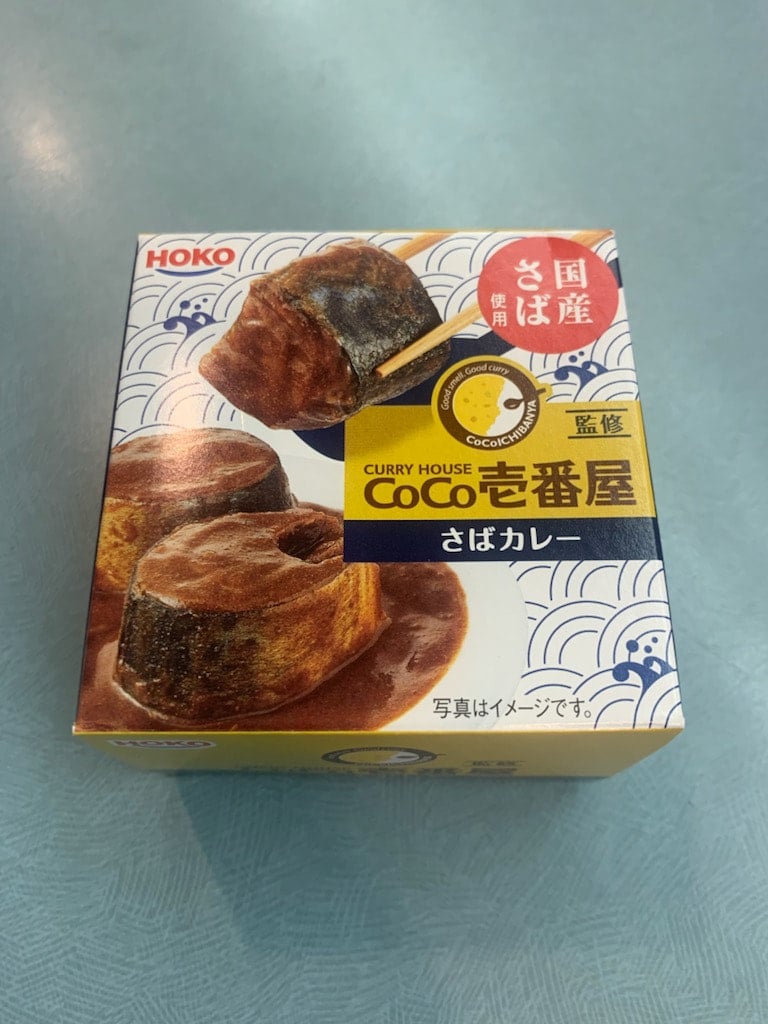 HOKO
国産
さば
使用
Good smell, Good curry
CoCoICHIBANYA
監修
CURRY HOUSE
CoCo壱番屋
さばカレー
写真はイメージです。
HOKO
監修